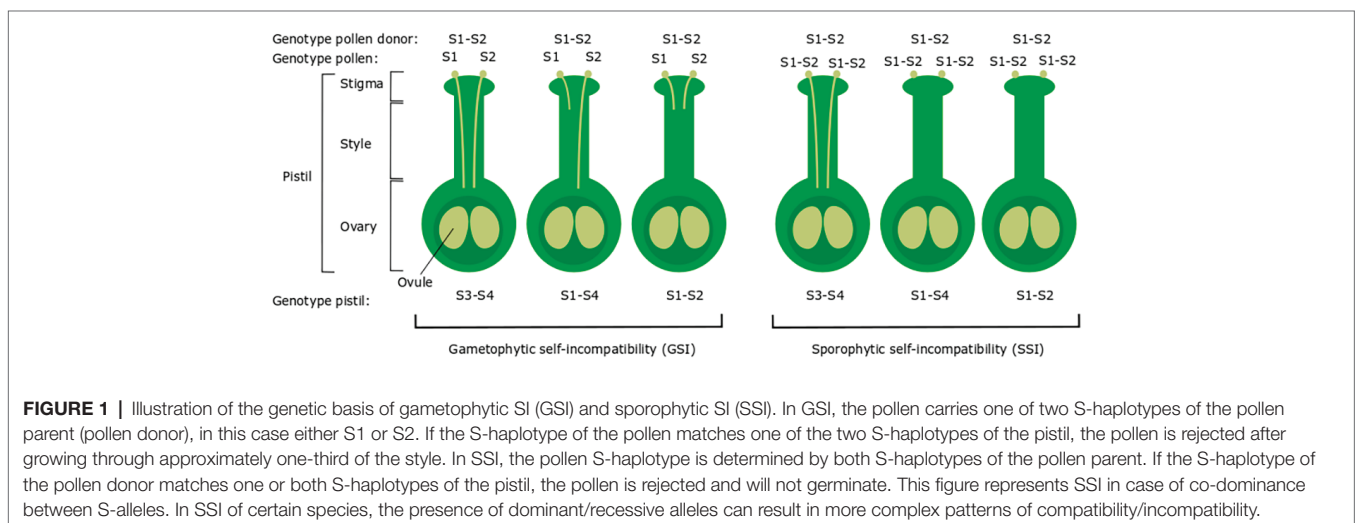 Genotype pollen donor: S1-S2 S1-S2 S1-S2 S1-S2 S1-S2 S1-S2
Genotype pollen: S1 S2 S1 S2 S1 S2 S1-S2 S1-S2 S1-S2 S1-S2 S1-S2 S1-S2
Stigma
Style
Pistil
Ovary
Ovule
Genotype pistil: S3-S4 S1-S4 S1-S2 S3-S4 S1-S4 S1-S2
Gametophytic self-incompatibility (GSI) Sporophytic self-incompatibility (SSI)
FIGURE 1 | Illustration of the genetic basis of gametophytic SI (GSI) and sporophytic SI (SSI). In GSI, the pollen carries one of two S-haplotypes of the pollen
parent (pollen donor), in this case either S1 or S2. If the S-haplotype of the pollen matches one of the two S-haplotypes of the pistil, the pollen is rejected after
growing through approximately one-third of the style. In SSI, the pollen S-haplotype is determined by both S-haplotypes of the pollen parent. If the S-haplotype of
the pollen donor matches one or both S-haplotypes of the pistil, the pollen is rejected and will not germinate. This figure represents SSI in case of co-dominance
between S-alleles. In SSI of certain species, the presence of dominant/recessive alleles can result in more complex patterns of compatibility/incompatibility.